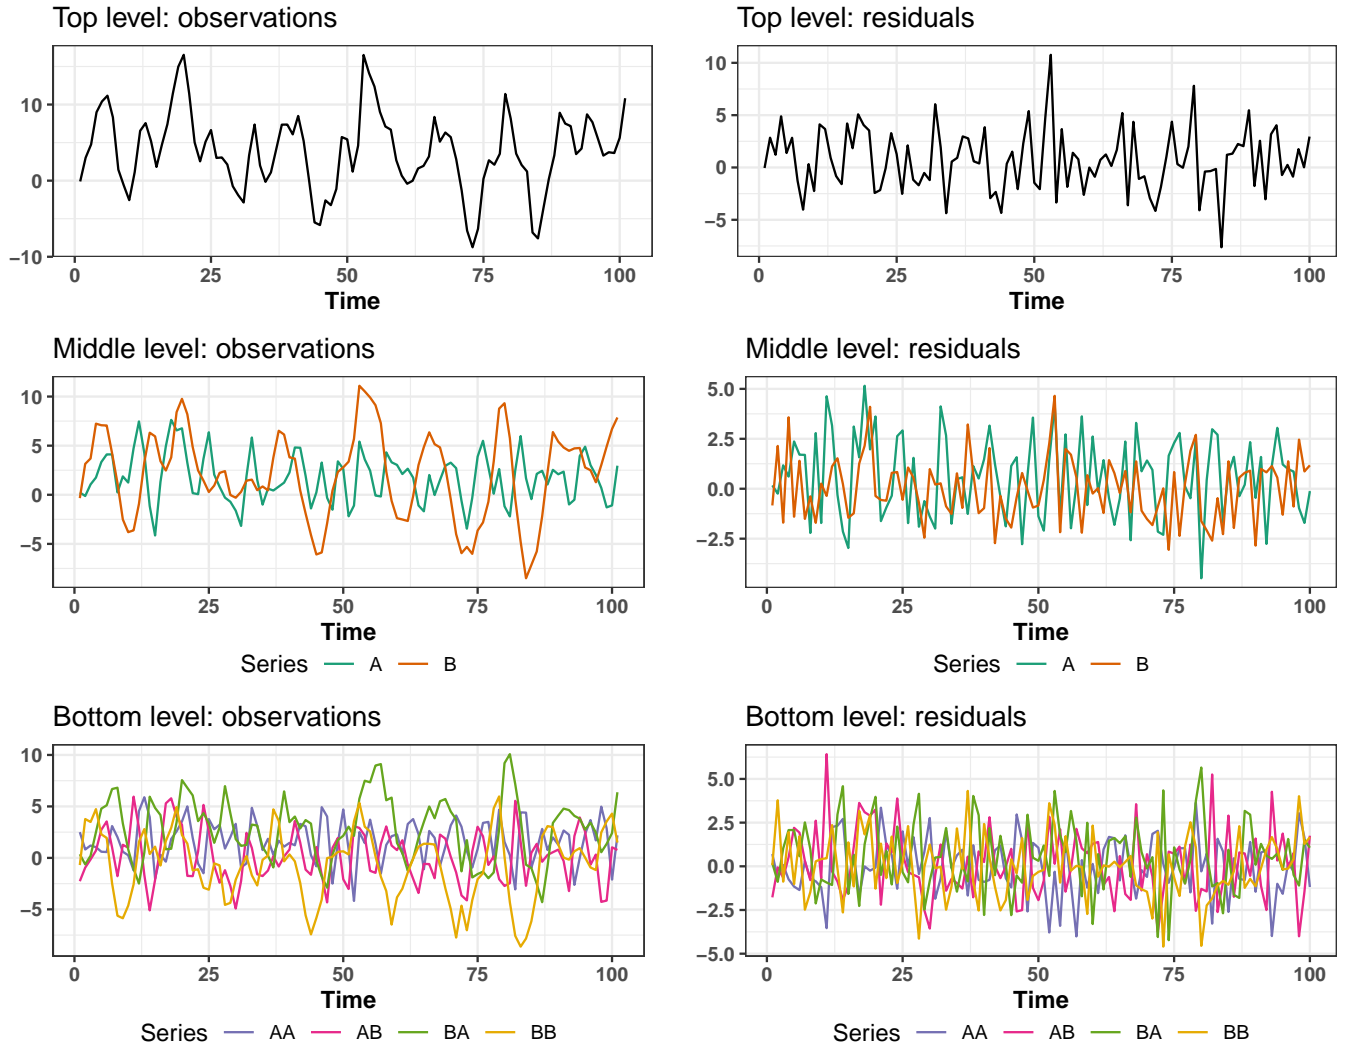 Top level: observations
10
0
−10
0 25 50 75 100
Time
Top level: residuals
10
5
0
−5
0 25 50 75 100
Time
Middle level: observations
10
5
0
−5
0 25 50 75 100
Time
Series A B
Middle level: residuals
5.0
2.5
0.0
−2.5
0 25 50 75 100
Time
Series A B
Bottom level: observations
10
5
0
−5
0 25 50 75 100
Time
Series AA AB BA BB
Bottom level: residuals
5.0
2.5
0.0
−2.5
−5.0
0 25 50 75 100
Time
Series AA AB BA BB